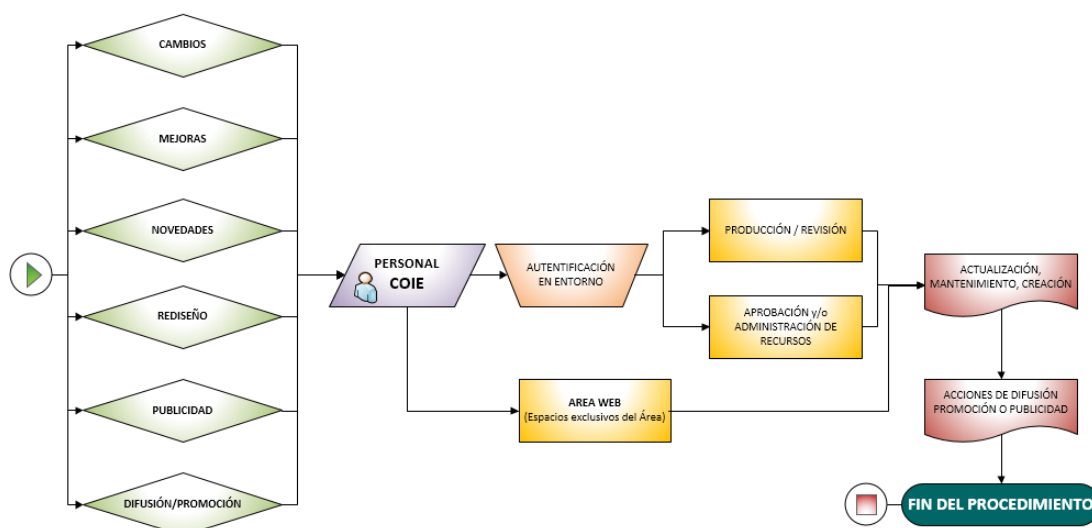 CAMBIOS
MEJORAS
NOVEDADES
REDISEÑO
PUBLICIDAD
DIFUSIÓN/PROMOCIÓN
PERSONAL
COIE
AUTENTIFICACIÓN
EN ENTORNO
PRODUCCIÓN / REVISIÓN
APROBACIÓN y/o
ADMINISTRACIÓN DE
RECURSOS
AREA WEB
(Espacios exclusivos del Área)
ACTUALIZACIÓN,
MANTENIMIENTO, CREACIÓN
ACCIONES DE DIFUSIÓN
PROMOCIÓN O PUBLICIDAD
FIN DEL PROCEDIMIENTO